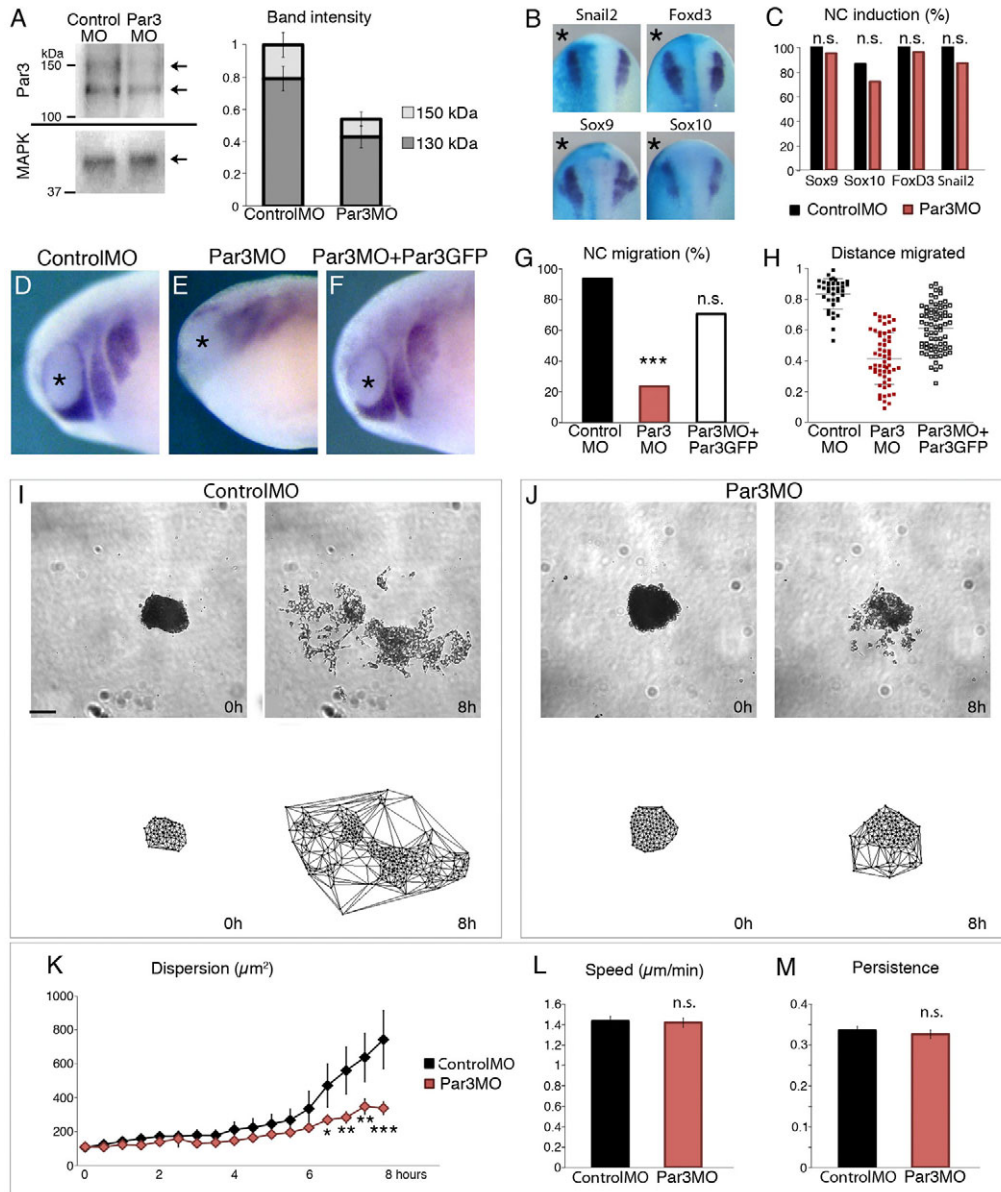 A
Control Par3
MO MO
kDa
150
100
37
Par3
MAPK
Band intensity
1
0.8
0.6
0.4
0.2
0
150 kDa
130 kDa
ControlMO Par3MO
B
Snail2 Foxd3
* *
Sox9 Sox10
* *
C NC induction (%)
n.s. n.s. n.s. n.s.
100
80
60
40
20
0
Sox9 Sox10 FoxD3 Snail2
ControlMO Par3MO
ControlMO Par3MO Par3MO+Par3GFP
D E F
* * *
G NC migration (%)
100
80
60
40
20
0
***
n.s.
Control Par3 Par3MO+
MO MO Par3GFP
H Distance migrated
1
0.8
0.6
0.4
0.2
0
Control Par3 Par3MO+
MO MO Par3GFP
I ControlMO
0h 8h
0h 8h
J Par3MO
0h 8h
0h 8h
K Dispersion (µm²)
1000
800
600
400
200
0
ControlMO
Par3MO
* ** ** ***
0 2 4 6 8 hours
L Speed (µm/min)
1.6
1.4
1.2
1
0.8
0.6
0.4
0.2
0
n.s.
ControlMO Par3MO
M Persistence
0.4
0.3
0.2
0.1
0
n.s.
ControlMO Par3MO